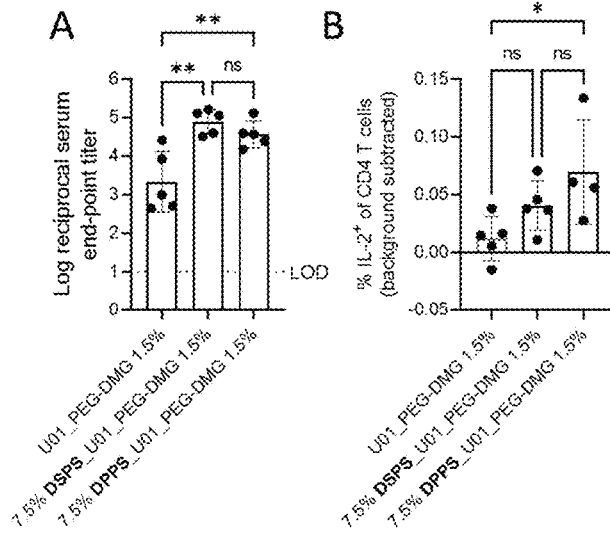 A
**
**
ns
Log reciprocal serum
end-point titer
6
5
4
3
2
1
0
LOD
U01_PEG-DMG 1.5%
7.5% DSPS_U01_PEG-DMG 1.5%
7.5% DPPS_U01_PEG-DMG 1.5%
B
*
ns
ns
% IL-2⁺ of CD4 T cells
(background subtracted)
0.15
0.10
0.05
0.00
-0.05
U01_PEG-DMG 1.5%
7.5% DSPS_U01_PEG-DMG 1.5%
7.5% DPPS_U01_PEG-DMG 1.5%